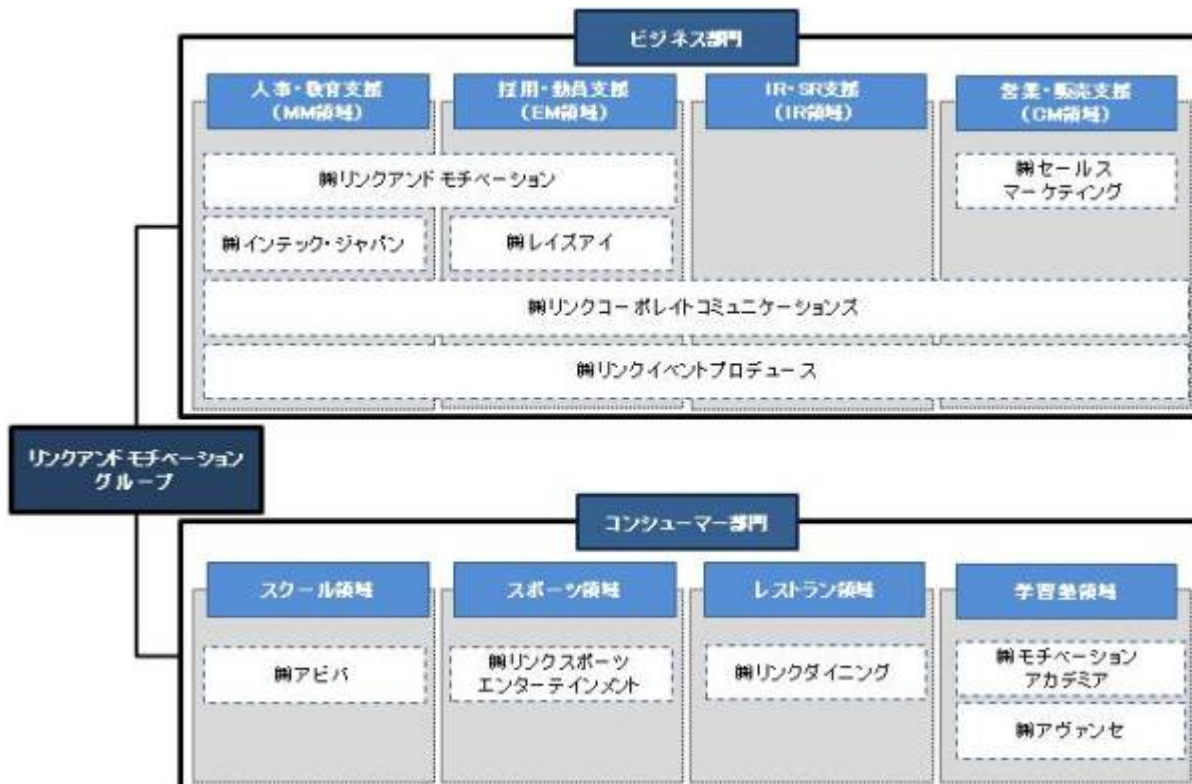 ビジネス部門
人事・教育支援
(MM領域)
採用・動員支援
(EM領域)
IR・SR支援
(IR領域)
営業・販売支援
(CM領域)
㈱リンクアンド モチベーション
㈱セールス
マーケティング
㈱インテック・ジャパン
㈱レイズアイ
㈱リンクコーポレイトコミュニケーションズ
㈱リンクイベントプロデュース
リンクアンド モチベーション
グループ
コンシューマー部門
スクール領域
スポーツ領域
レストラン領域
学習塾領域
㈱アビバ
㈱リンクスポーツ
エンターテインメント
㈱リンクダイニング
㈱モチベーション
アカデミア
㈱アヴァンセ